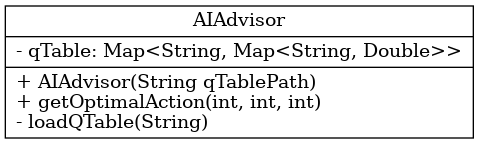 AIAdvisor
- qTable: Map<String, Map<String, Double>>
+ AIAdvisor(String qTablePath)
+ getOptimalAction(int, int, int)
- loadQTable(String)